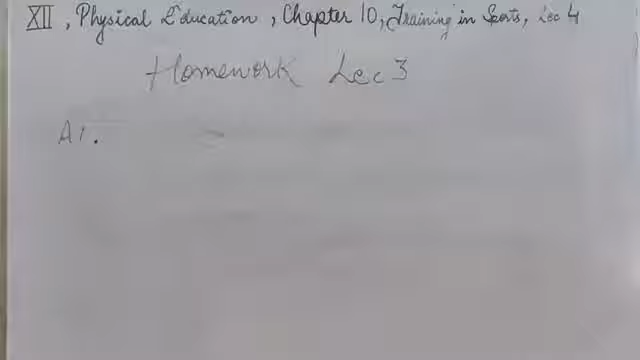 XII, Physical Education, Chapter 10, Training in Sports, Lec 4
Homework Lec 3
A1.